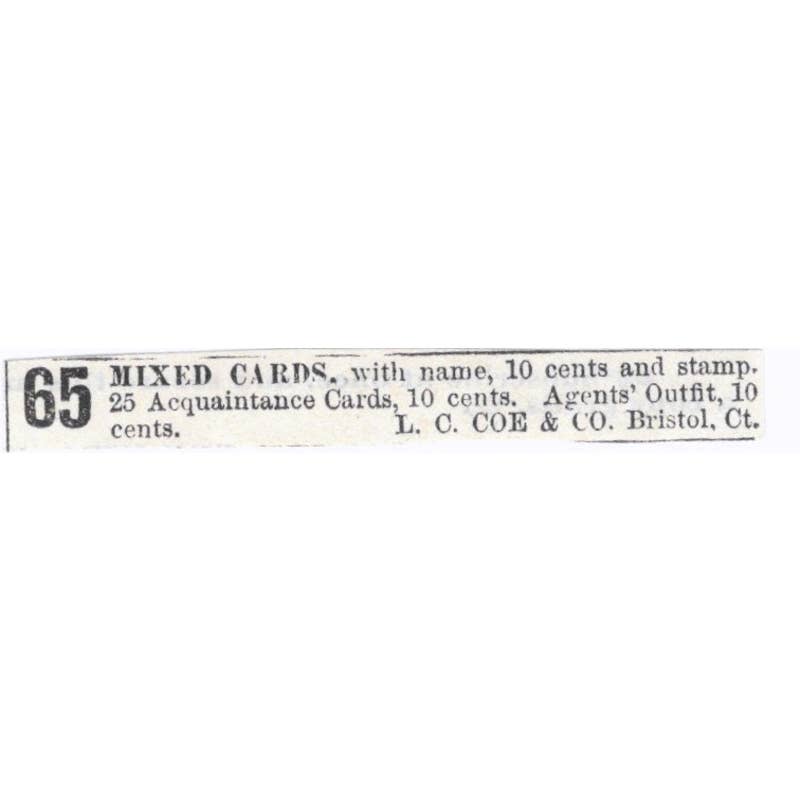 65 MIXED CARDS, with name, 10 cents and stamp.
25 Acquaintance Cards, 10 cents. Agents' Outfit, 10
cents. L. C. COE & CO. Bristol, Ct.